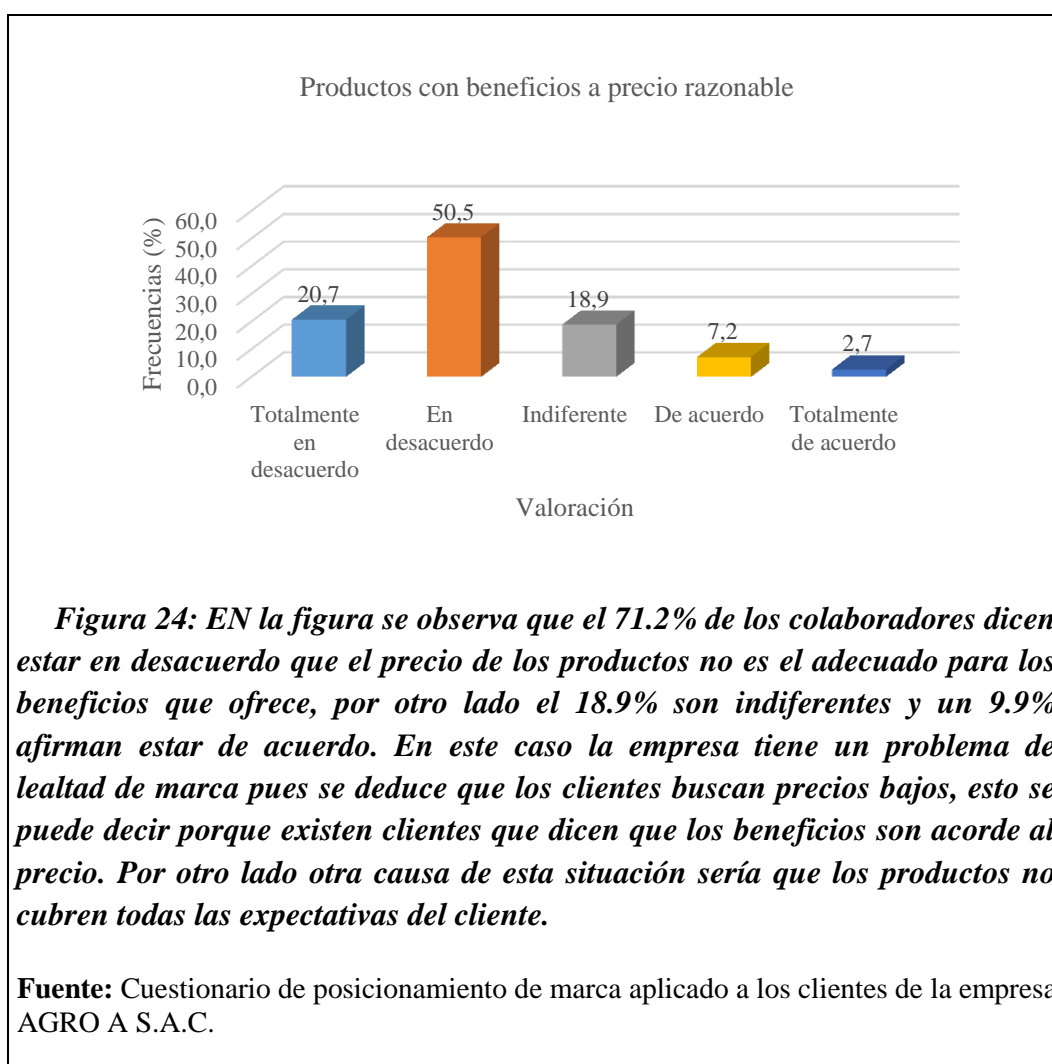 Productos con beneficios a precio razonable
Frecuencias (%)
60,0
50,0
40,0
30,0
20,0
10,0
0,0
20,7
50,5
18,9
7,2
2,7
Totalmente
en
desacuerdo
En
desacuerdo
Indiferente
De acuerdo
Totalmente
de acuerdo
Valoración
Figura 24: EN la figura se observa que el 71.2% de los colaboradores dicen
estar en desacuerdo que el precio de los productos no es el adecuado para los
beneficios que ofrece, por otro lado el 18.9% son indiferentes y un 9.9%
afirman estar de acuerdo. En este caso la empresa tiene un problema de
lealtad de marca pues se deduce que los clientes buscan precios bajos, esto se
puede decir porque existen clientes que dicen que los beneficios son acorde al
precio. Por otro lado otra causa de esta situación sería que los productos no
cubren todas las expectativas del cliente.
Fuente: Cuestionario de posicionamiento de marca aplicado a los clientes de la empresa
AGRO A S.A.C.